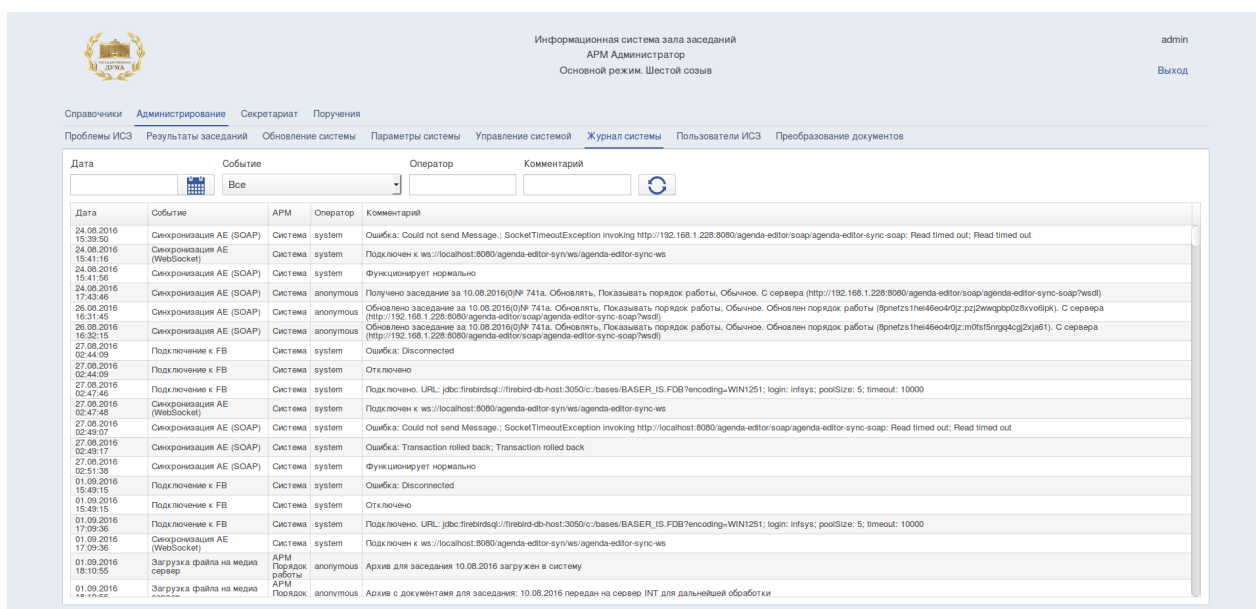 Информационная система зала заседаний
admin
АРМ Администратор
Основной режим. Шестой созыв
Выход
ГОСУДАРСТВЕННАЯ
ДУМА
Справочники Администрирование Секретариат Поручения
Проблемы ИСЗ Результаты заседаний Обновление системы Параметры системы Управление системой Журнал системы Пользователи ИСЗ Преобразование документов
Дата Событие Оператор Комментарий
Все
Дата Событие АРМ Оператор Комментарий
24.08.2016
15:39:50
Синхронизация АЕ (SOAP) Система system Ошибка: Could not send Message.; SocketTimeoutException invoking http://192.168.1.228:8080/agenda-editor/soap/agenda-editor-sync-soap: Read timed out; Read timed out
24.08.2016
15:41:16
Синхронизация АЕ
(WebSocket)
Система system Подключен к ws://localhost:8080/agenda-editor-syn/ws/agenda-editor-sync-ws
24.08.2016
15:41:56
Синхронизация АЕ (SOAP) Система system Функционирует нормально
24.08.2016
17:43:46
Синхронизация АЕ (SOAP) Система anonymous Получено заседание за 10.08.2016(0)№ 741а. Обновлять, Показывать порядок работы, Обычное. С сервера (http://192.168.1.228:8080/agenda-editor/soap/agenda-editor-sync-soap?wsdl)
26.08.2016
16:31:45
Синхронизация АЕ (SOAP) Система anonymous Обновлено заседание за 10.08.2016(0)№ 741а. Обновлять, Показывать порядок работы, Обычное. Обновлен порядок работы С сервера
(http://192.168.1.228:8080/agenda-editor/soap/agenda-editor-sync-soap?wsdl)
26.08.2016
16:32:15
Синхронизация АЕ (SOAP) Система anonymous Обновлено заседание за 10.08.2016(0)№ 741а. Обновлять, Показывать порядок работы, Обычное. Обновлен порядок работы С сервера
(http://192.168.1.228:8080/agenda-editor/soap/agenda-editor-sync-soap?wsdl)
27.08.2016
02:44:09
Подключение к FB Система system Ошибка: Disconnected
27.08.2016
02:44:09
Подключение к FB Система system Отключено
27.08.2016
02:47:46
Подключение к FB Система system Подключено. URL: jdbc:firebirdsql://firebird-db-host:3050/c:/bases/BASER_IS.FDB?encoding=WIN1251; login: infsys; poolSize: 5; timeout: 10000
27.08.2016
02:47:48
Синхронизация АЕ
(WebSocket)
Система system Подключен к ws://localhost:8080/agenda-editor-syn/ws/agenda-editor-sync-ws
27.08.2016
02:49:07
Синхронизация АЕ (SOAP) Система system Ошибка: Could not send Message.; SocketTimeoutException invoking http://localhost:8080/agenda-editor/soap/agenda-editor-sync-soap: Read timed out; Read timed out
27.08.2016
02:49:17
Синхронизация АЕ (SOAP) Система system Ошибка: Transaction rolled back; Transaction rolled back
27.08.2016
02:51:38
Синхронизация АЕ (SOAP) Система system Функционирует нормально
01.09.2016
15:49:15
Подключение к FB Система system Ошибка: Disconnected
01.09.2016
15:49:15
Подключение к FB Система system Отключено
01.09.2016
17:09:36
Подключение к FB Система system Подключено. URL: jdbc:firebirdsql://firebird-db-host:3050/c:/bases/BASER_IS.FDB?encoding=WIN1251; login: infsys; poolSize: 5; timeout: 10000
01.09.2016
17:09:36
Синхронизация АЕ
(WebSocket)
Система system Подключен к ws://localhost:8080/agenda-editor-syn/ws/agenda-editor-sync-ws
01.09.2016
18:10:55
Загрузка файла на медиа
сервер
АРМ
Порядок
работы
anonymous Архив для заседания 10.08.2016 загружен в систему
01.09.2016
Загрузка файла на медиа
АРМ
Порядок
anonymous Архив с документамя для заседания: 10.08.2016 передан на сервер INT для дальнейшей обработки